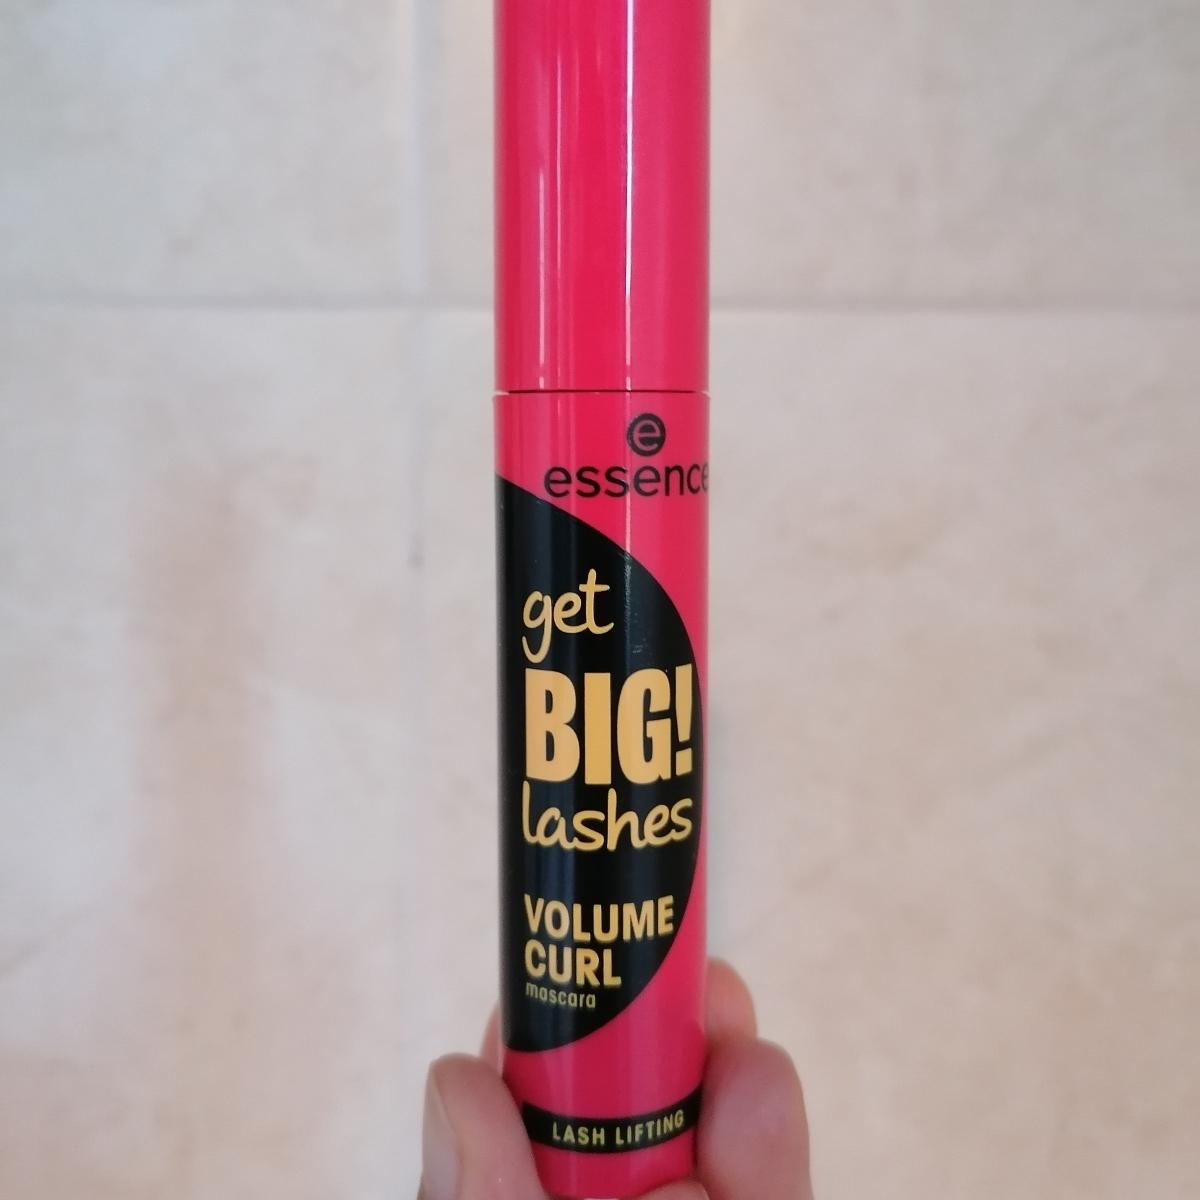 e
essence
get
BIG!
lashes
VOLUME
CURL
mascara
LASH LIFTING